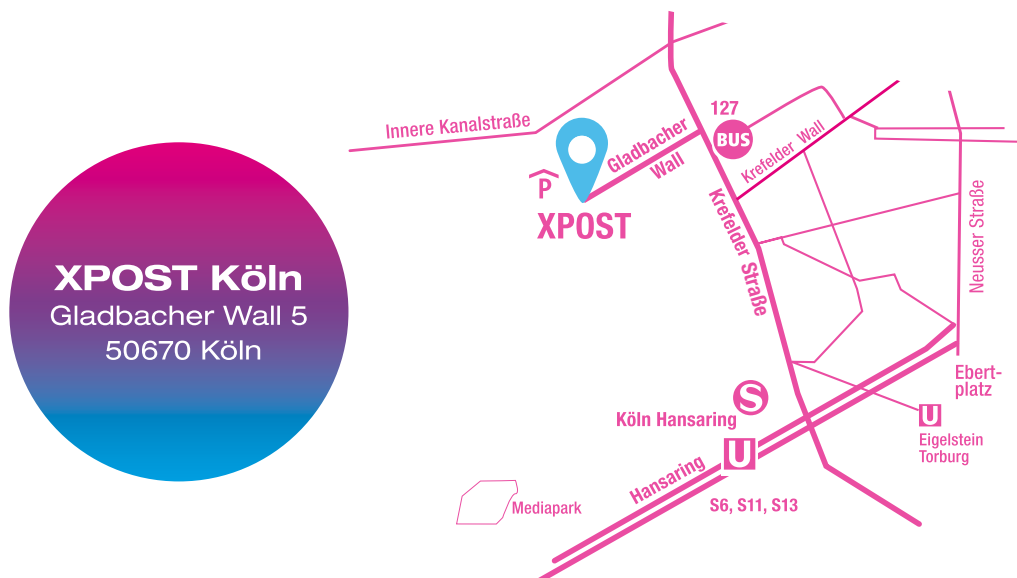 XPOST Köln
Gladbacher Wall 5
50670 Köln
Innere Kanalstraße
127
BUS
Gladbacher
Wall
Krefelder Wall
P
XPOST
Krefelder Straße
Neusser Straße
Ebert-
platz
S
Köln Hansaring
U
Eigelstein
Torburg
U
Hansaring
S6, S11, S13
Mediapark